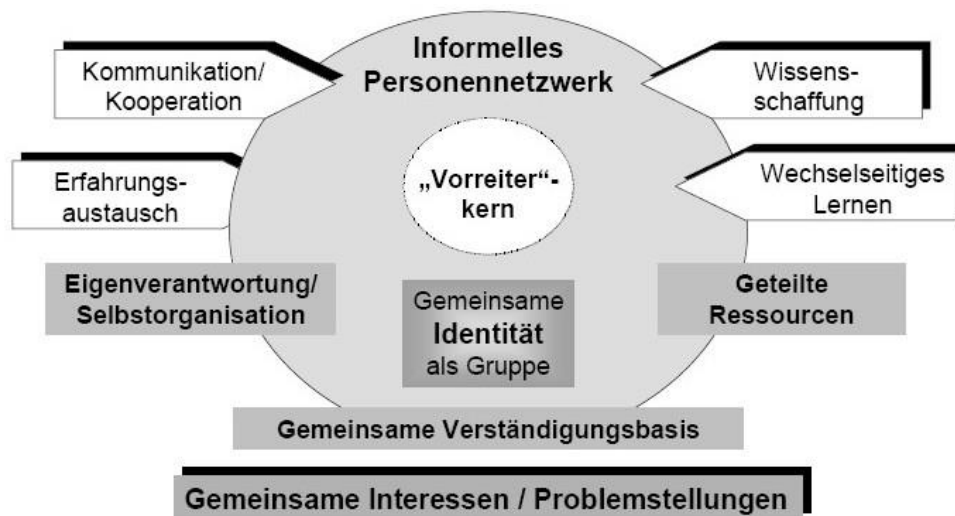 Informelles
Personennetzwerk
Kommunikation/
Kooperation
Wissens-
schaffung
Erfahrungs-
austausch
„Vorreiter“-
kern
Wechselseitiges
Lernen
Eigenverantwortung/
Selbstorganisation
Gemeinsame
Identität
als Gruppe
Geteilte
Ressourcen
Gemeinsame Verständigungsbasis
Gemeinsame Interessen / Problemstellungen